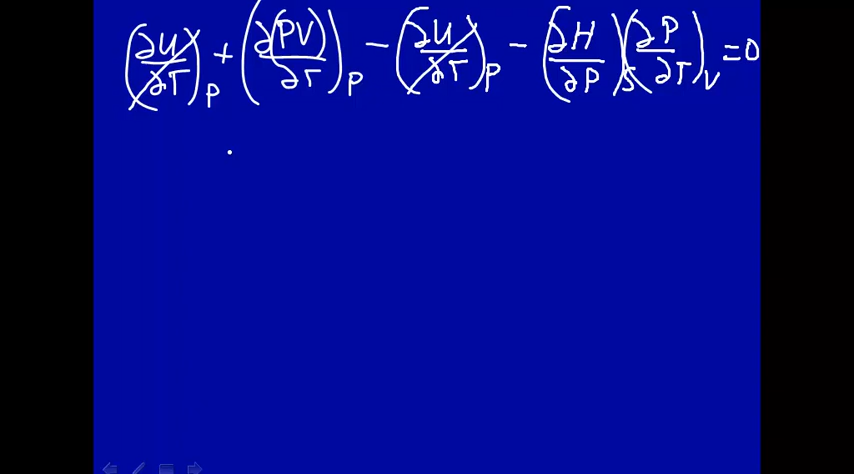 (∂U/∂T)_P + (∂(PV)/∂T)_P − (∂U/∂T)_P − (∂H/∂P)_S (∂P/∂T)_V = 0